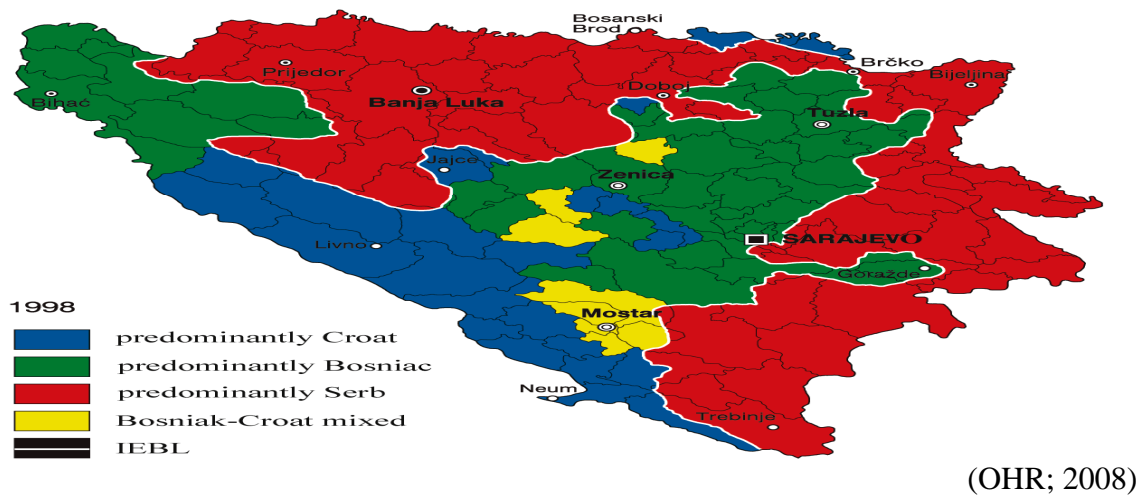 Bosanski
Brod
Brčko
Prijedor
Bijeljina
Bihać
Banja Luka
Doboj
Tuzla
Jajce
Zenica
Livno
SARAJEVO
Goražde
1998
Mostar
predominantly Croat
predominantly Bosniac
predominantly Serb
Neum
Bosniak-Croat mixed
Trebinje
IEBL
(OHR; 2008)